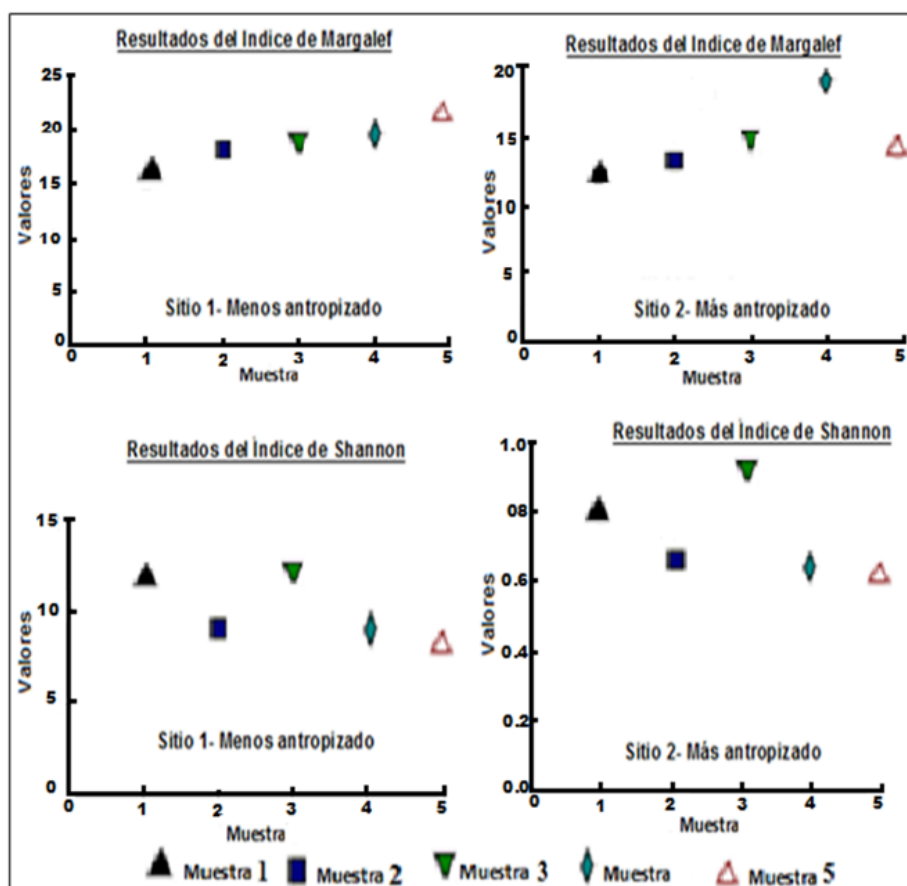 Resultados del Indice de Margalef
25
20
15
10
5
0
Valores
Sitio 1- Menos antropizado
0 1 2 3 4 5
Muestra
Resultados del Indice de Margalef
20
15
10
5
0
Valores
Sitio 2- Más antropizado
0 1 2 3 4 5
Muestra
Resultados del Índice de Shannon
15
10
5
0
Valores
Sitio 1- Menos antropizado
0 1 2 3 4 5
Muestra
Resultados del Índice de Shannon
1.0
08
0.6
0.4
0.2
0.0
Valores
Sitio 2- Más antropizado
0 1 2 3 4 5
Muestra
Muestra 1 Muestra 2 Muestra 3 Muestra Muestra 5